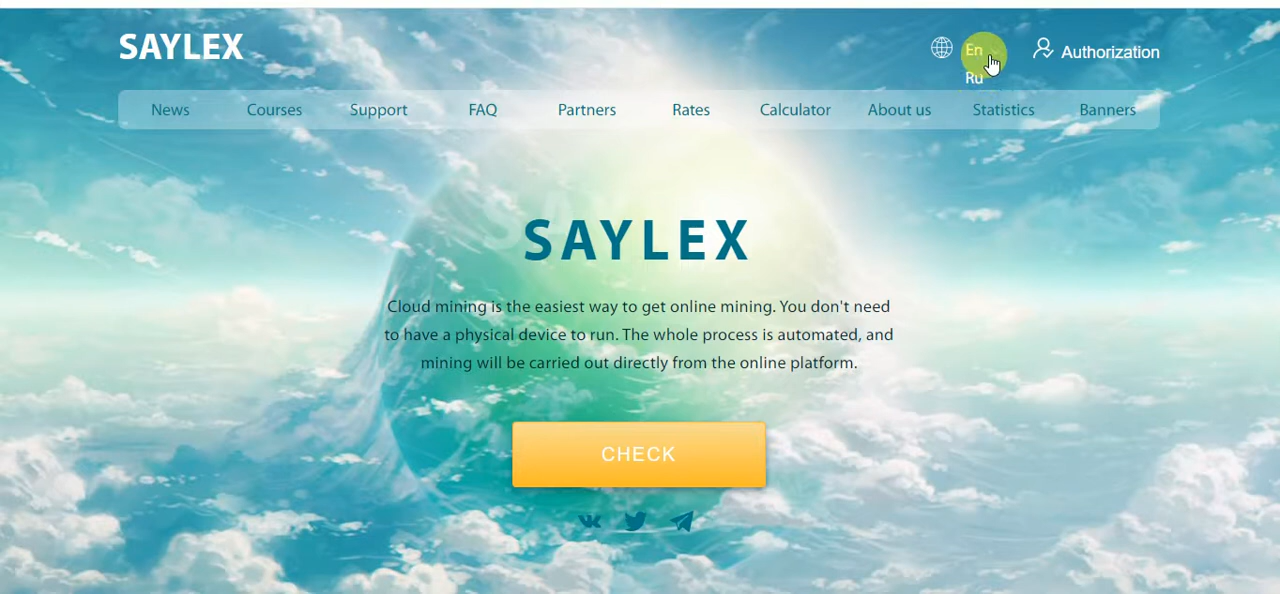 SAYLEX
En
Ru
Authorization
News Courses Support FAQ Partners Rates Calculator About us Statistics Banners
SAYLEX
Cloud mining is the easiest way to get online mining. You don't need
to have a physical device to run. The whole process is automated, and
mining will be carried out directly from the online platform.
CHECK